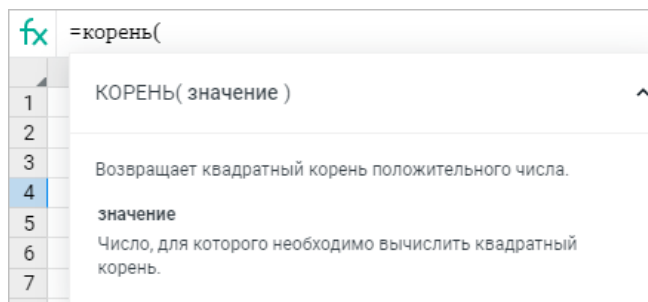 fx =корень(
КОРЕНЬ( значение )
1
2
Возвращает квадратный корень положительного числа.
3
4
значение
5
Число, для которого необходимо вычислить квадратный
6
корень.
7